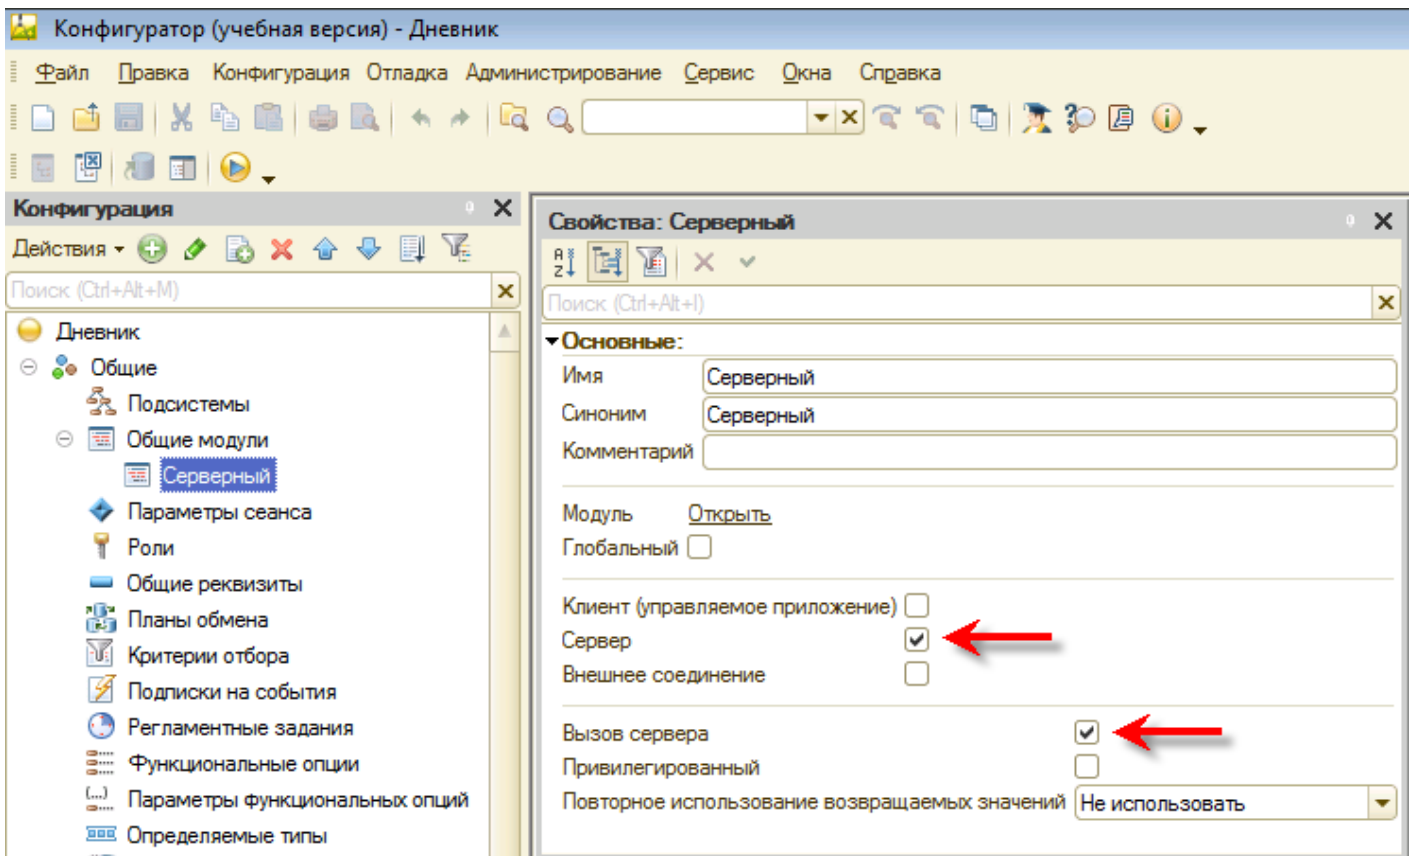 Конфигуратор (учебная версия) - Дневник
Файл Правка Конфигурация Отладка Администрирование Сервис Окна Справка
Конфигурация
Действия
Поиск (Ctrl+Alt+M)
Дневник
Общие
Подсистемы
Общие модули
Серверный
Параметры сеанса
Роли
Общие реквизиты
Планы обмена
Критерии отбора
Подписки на события
Регламентные задания
Функциональные опции
Параметры функциональных опций
Определяемые типы
Свойства: Серверный
Поиск (Ctrl+Alt+I)
Основные:
Имя Серверный
Синоним Серверный
Комментарий
Модуль Открыть
Глобальный
Клиент (управляемое приложение)
Сервер
Внешнее соединение
Вызов сервера
Привилегированный
Повторное использование возвращаемых значений Не использовать